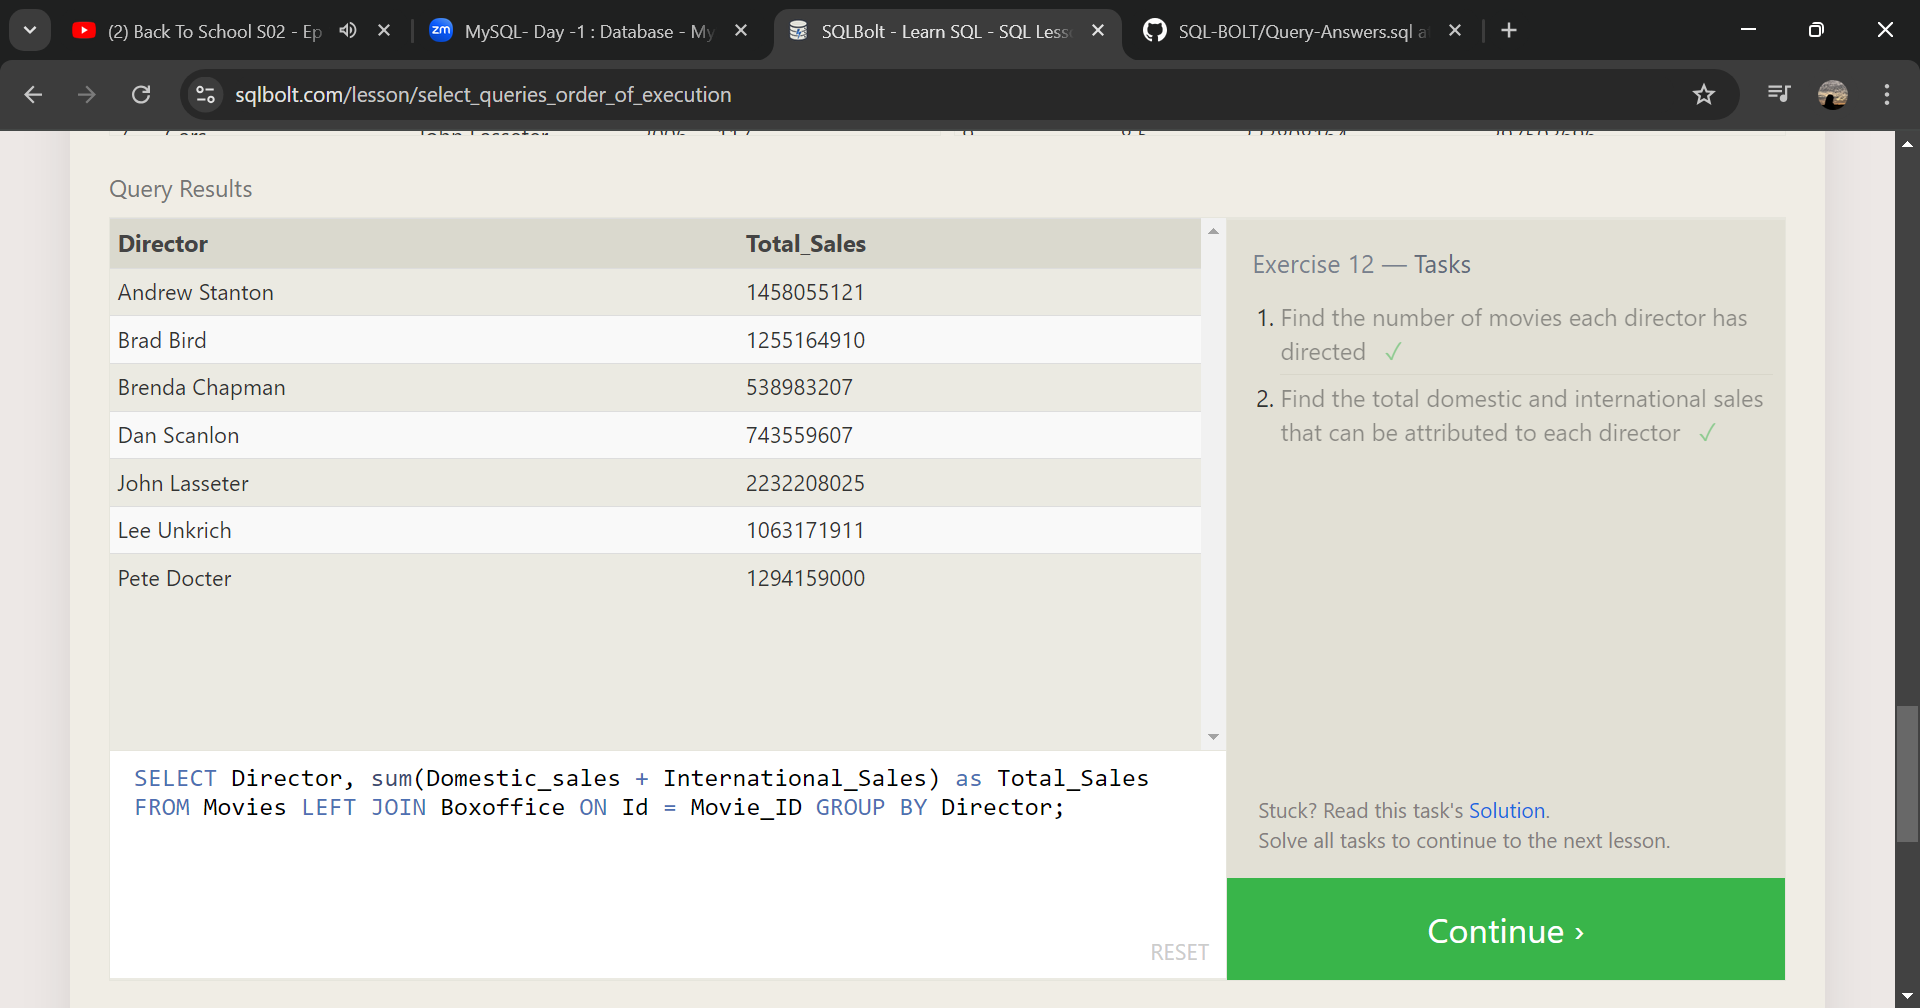 (2) Back To School S02 - Ep
zm MySQL- Day -1 : Database - My
SQLBolt - Learn SQL - SQL Less
SQL-BOLT/Query-Answers.sql a
sqlbolt.com/lesson/select_queries_order_of_execution
Query Results
Director Total_Sales
Andrew Stanton 1458055121
Brad Bird 1255164910
Brenda Chapman 538983207
Dan Scanlon 743559607
John Lasseter 2232208025
Lee Unkrich 1063171911
Pete Docter 1294159000
SELECT Director, sum(Domestic_sales + International_Sales) as Total_Sales
FROM Movies LEFT JOIN Boxoffice ON Id = Movie_ID GROUP BY Director;
RESET
Exercise 12 — Tasks
1. Find the number of movies each director has
directed ✓
2. Find the total domestic and international sales
that can be attributed to each director ✓
Stuck? Read this task's Solution.
Solve all tasks to continue to the next lesson.
Continue ›